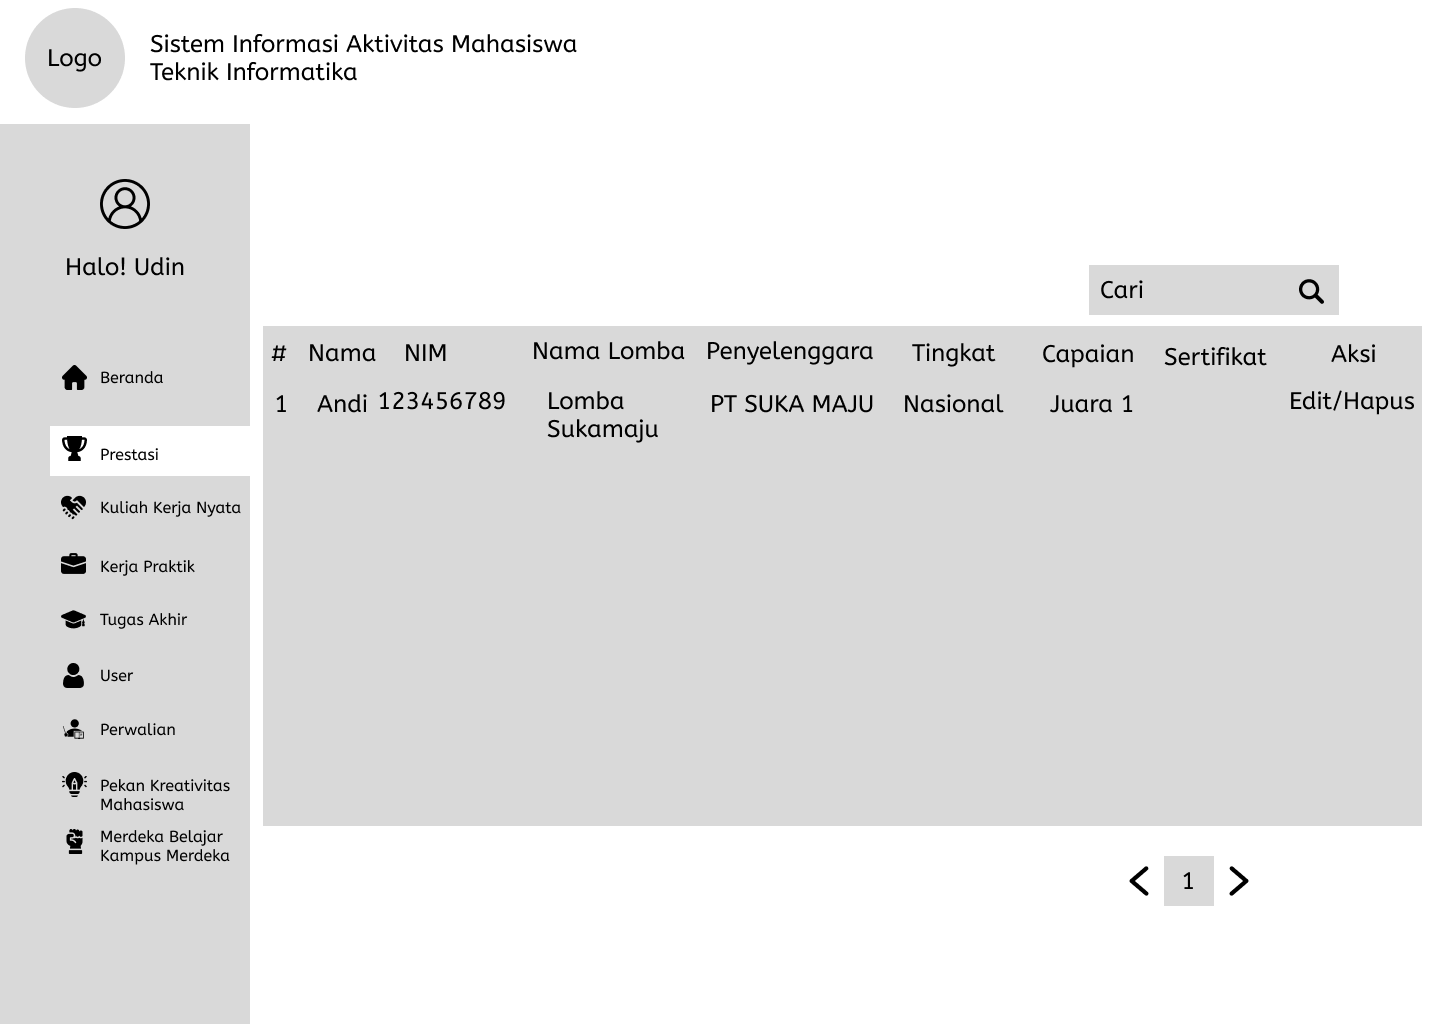 Logo
Sistem Informasi Aktivitas Mahasiswa
Teknik Informatika
Halo! Udin
Beranda
Prestasi
Kuliah Kerja Nyata
Kerja Praktik
Tugas Akhir
User
Perwalian
Pekan Kreativitas
Mahasiswa
Merdeka Belajar
Kampus Merdeka
Cari
# Nama NIM Nama Lomba Penyelenggara Tingkat Capaian Sertifikat Aksi
1 Andi 123456789 Lomba PT SUKA MAJU Nasional Juara 1 Edit/Hapus
Sukamaju
1